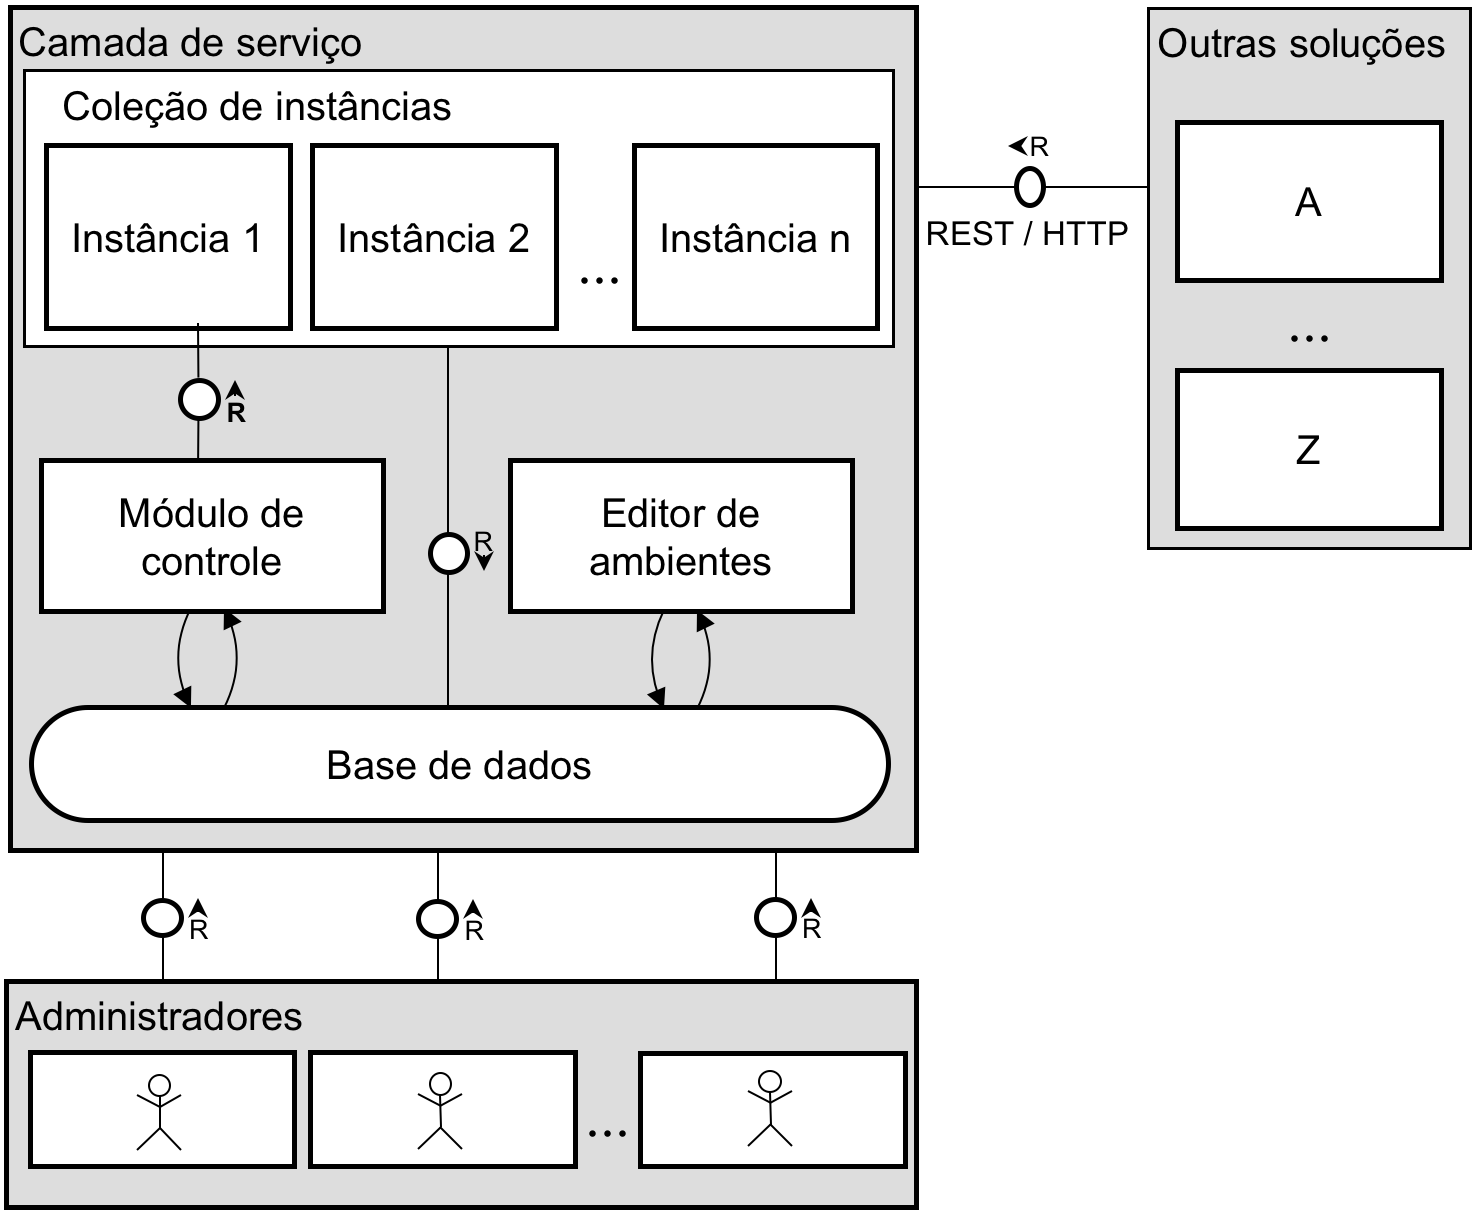 Camada de serviço
Coleção de instâncias
Instância 1
Instância 2
...
Instância n
R
R
Módulo de
controle
Editor de
ambientes
Base de dados
R
REST / HTTP
Outras soluções
A
...
Z
R
R
R
Administradores
...